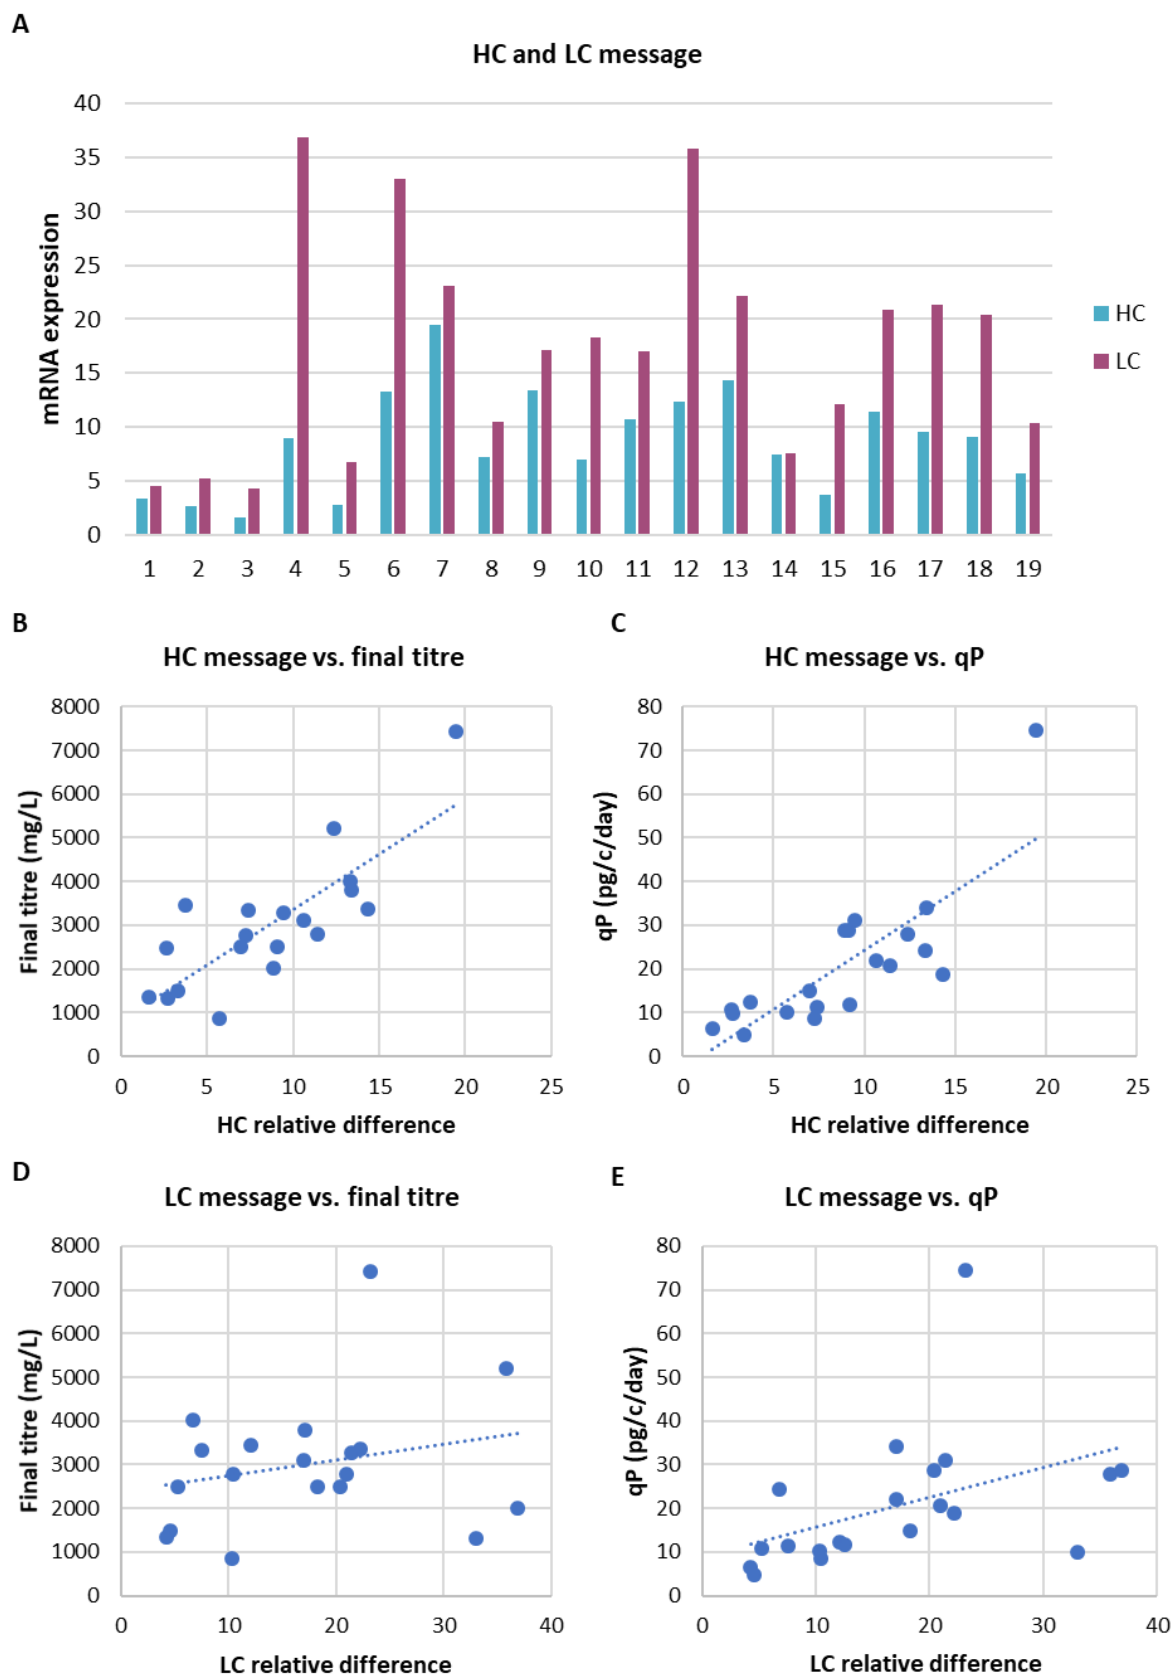 A
HC and LC message
40
35
30
25
20
15
10
5
0
mRNA expression
1 2 3 4 5 6 7 8 9 10 11 12 13 14 15 16 17 18 19
HC
LC
B
HC message vs. final titre
8000
7000
6000
5000
4000
3000
2000
1000
0
Final titre (mg/L)
0 5 10 15 20 25
HC relative difference
C
HC message vs. qP
80
70
60
50
40
30
20
10
0
qP (pg/c/day)
0 5 10 15 20 25
HC relative difference
D
LC message vs. final titre
8000
7000
6000
5000
4000
3000
2000
1000
0
Final titre (mg/L)
0 10 20 30 40
LC relative difference
E
LC message vs. qP
80
70
60
50
40
30
20
10
0
qP (pg/c/day)
0 10 20 30 40
LC relative difference